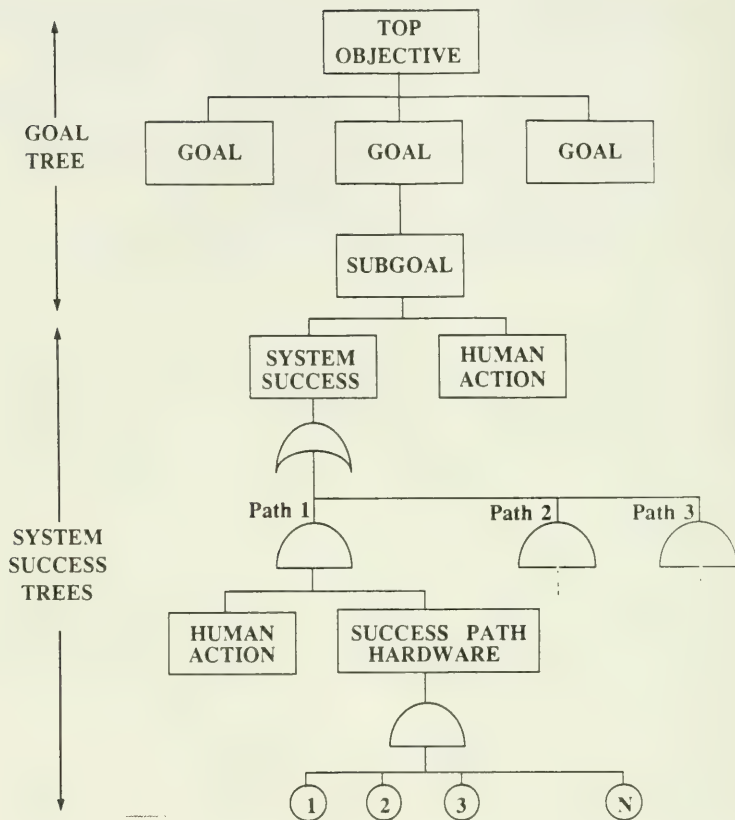 TOP
OBJECTIVE
GOAL
TREE
GOAL
GOAL
GOAL
SUBGOAL
SYSTEM
SUCCESS
HUMAN
ACTION
Path 1
Path 2
Path 3
SYSTEM
SUCCESS
TREES
HUMAN
ACTION
SUCCESS PATH
HARDWARE
1
2
3
N